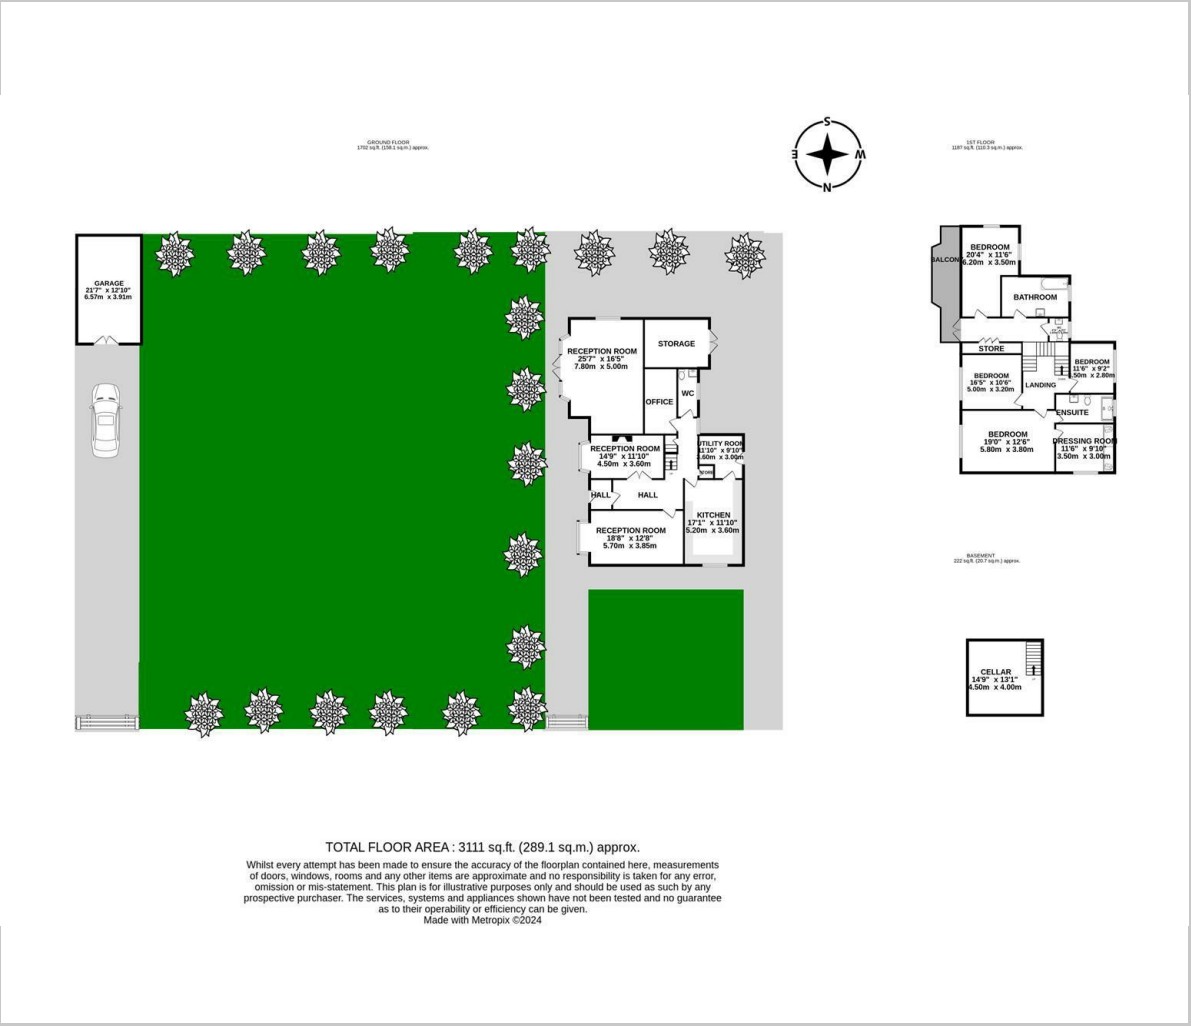 GROUND FLOOR
1702 sq.ft. (158.1 sq.m.) approx.
S
E
W
N
1ST FLOOR
1187 sq.ft. (110.3 sq.m.) approx.
GARAGE
21'7" x 12'10"
6.57m x 3.91m
RECEPTION ROOM
25'7" x 16'5"
7.80m x 5.00m
STORAGE
OFFICE
WC
RECEPTION ROOM
14'9" x 11'10"
4.50m x 3.60m
UTILITY ROOM
11'10" x 9'10"
3.60m x 3.00m
STORE
HALL
HALL
KITCHEN
17'1" x 11'10"
5.20m x 3.60m
RECEPTION ROOM
18'8" x 12'8"
5.70m x 3.85m
BALCONY
BEDROOM
20'4" x 11'6"
6.20m x 3.50m
BATHROOM
STORE
BEDROOM
16'5" x 10'6"
5.00m x 3.20m
LANDING
BEDROOM
11'6" x 9'2"
3.50m x 2.80m
ENSUITE
BEDROOM
19'0" x 12'6"
5.80m x 3.80m
DRESSING ROOM
11'6" x 9'10"
3.50m x 3.00m
BASEMENT
222 sq.ft. (20.7 sq.m.) approx.
CELLAR
14'9" x 13'1"
4.50m x 4.00m
TOTAL FLOOR AREA : 3111 sq.ft. (289.1 sq.m.) approx.
Whilst every attempt has been made to ensure the accuracy of the floorplan contained here, measurements
of doors, windows, rooms and any other items are approximate and no responsibility is taken for any error,
omission or mis-statement. This plan is for illustrative purposes only and should be used as such by any
prospective purchaser. The services, systems and appliances shown have not been tested and no guarantee
as to their operability or efficiency can be given.
Made with Metropix ©2024